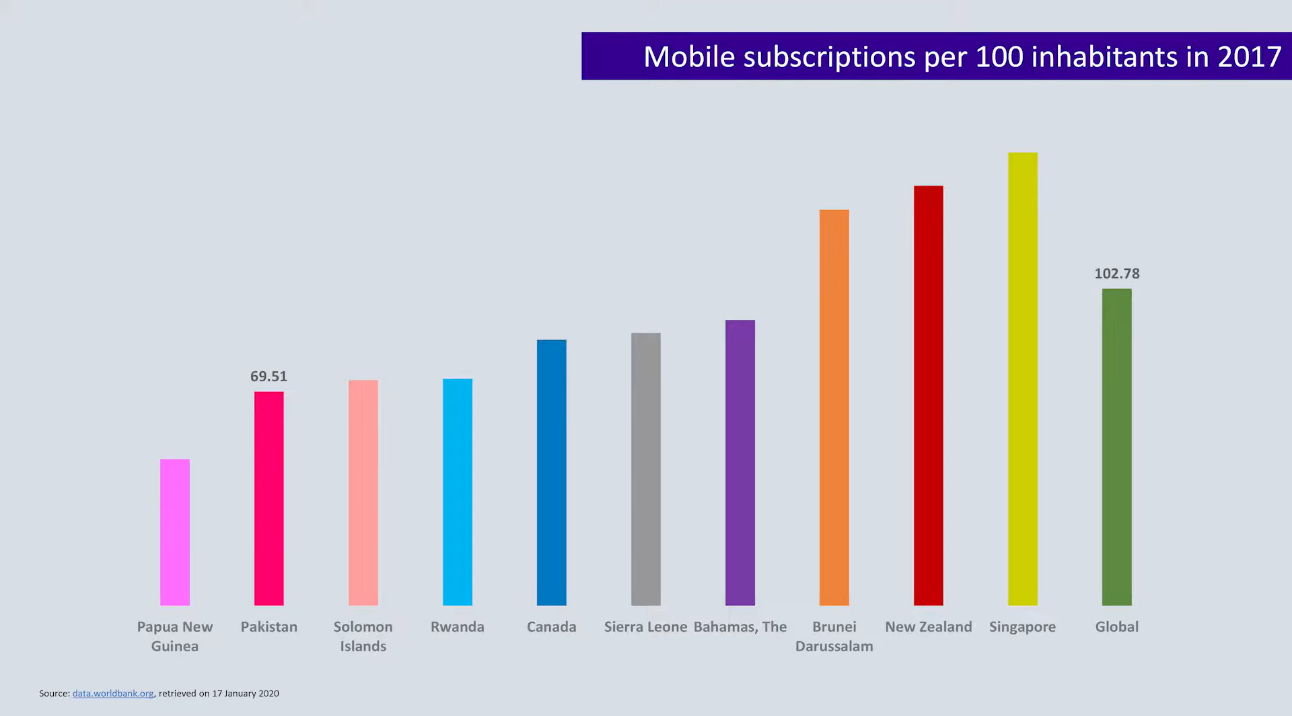 Mobile subscriptions per 100 inhabitants in 2017
102.78
69.51
Papua New Guinea
Pakistan
Solomon Islands
Rwanda
Canada
Sierra Leone
Bahamas, The
Brunei Darussalam
New Zealand
Singapore
Global
Source: data.worldbank.org, retrieved on 17 January 2020